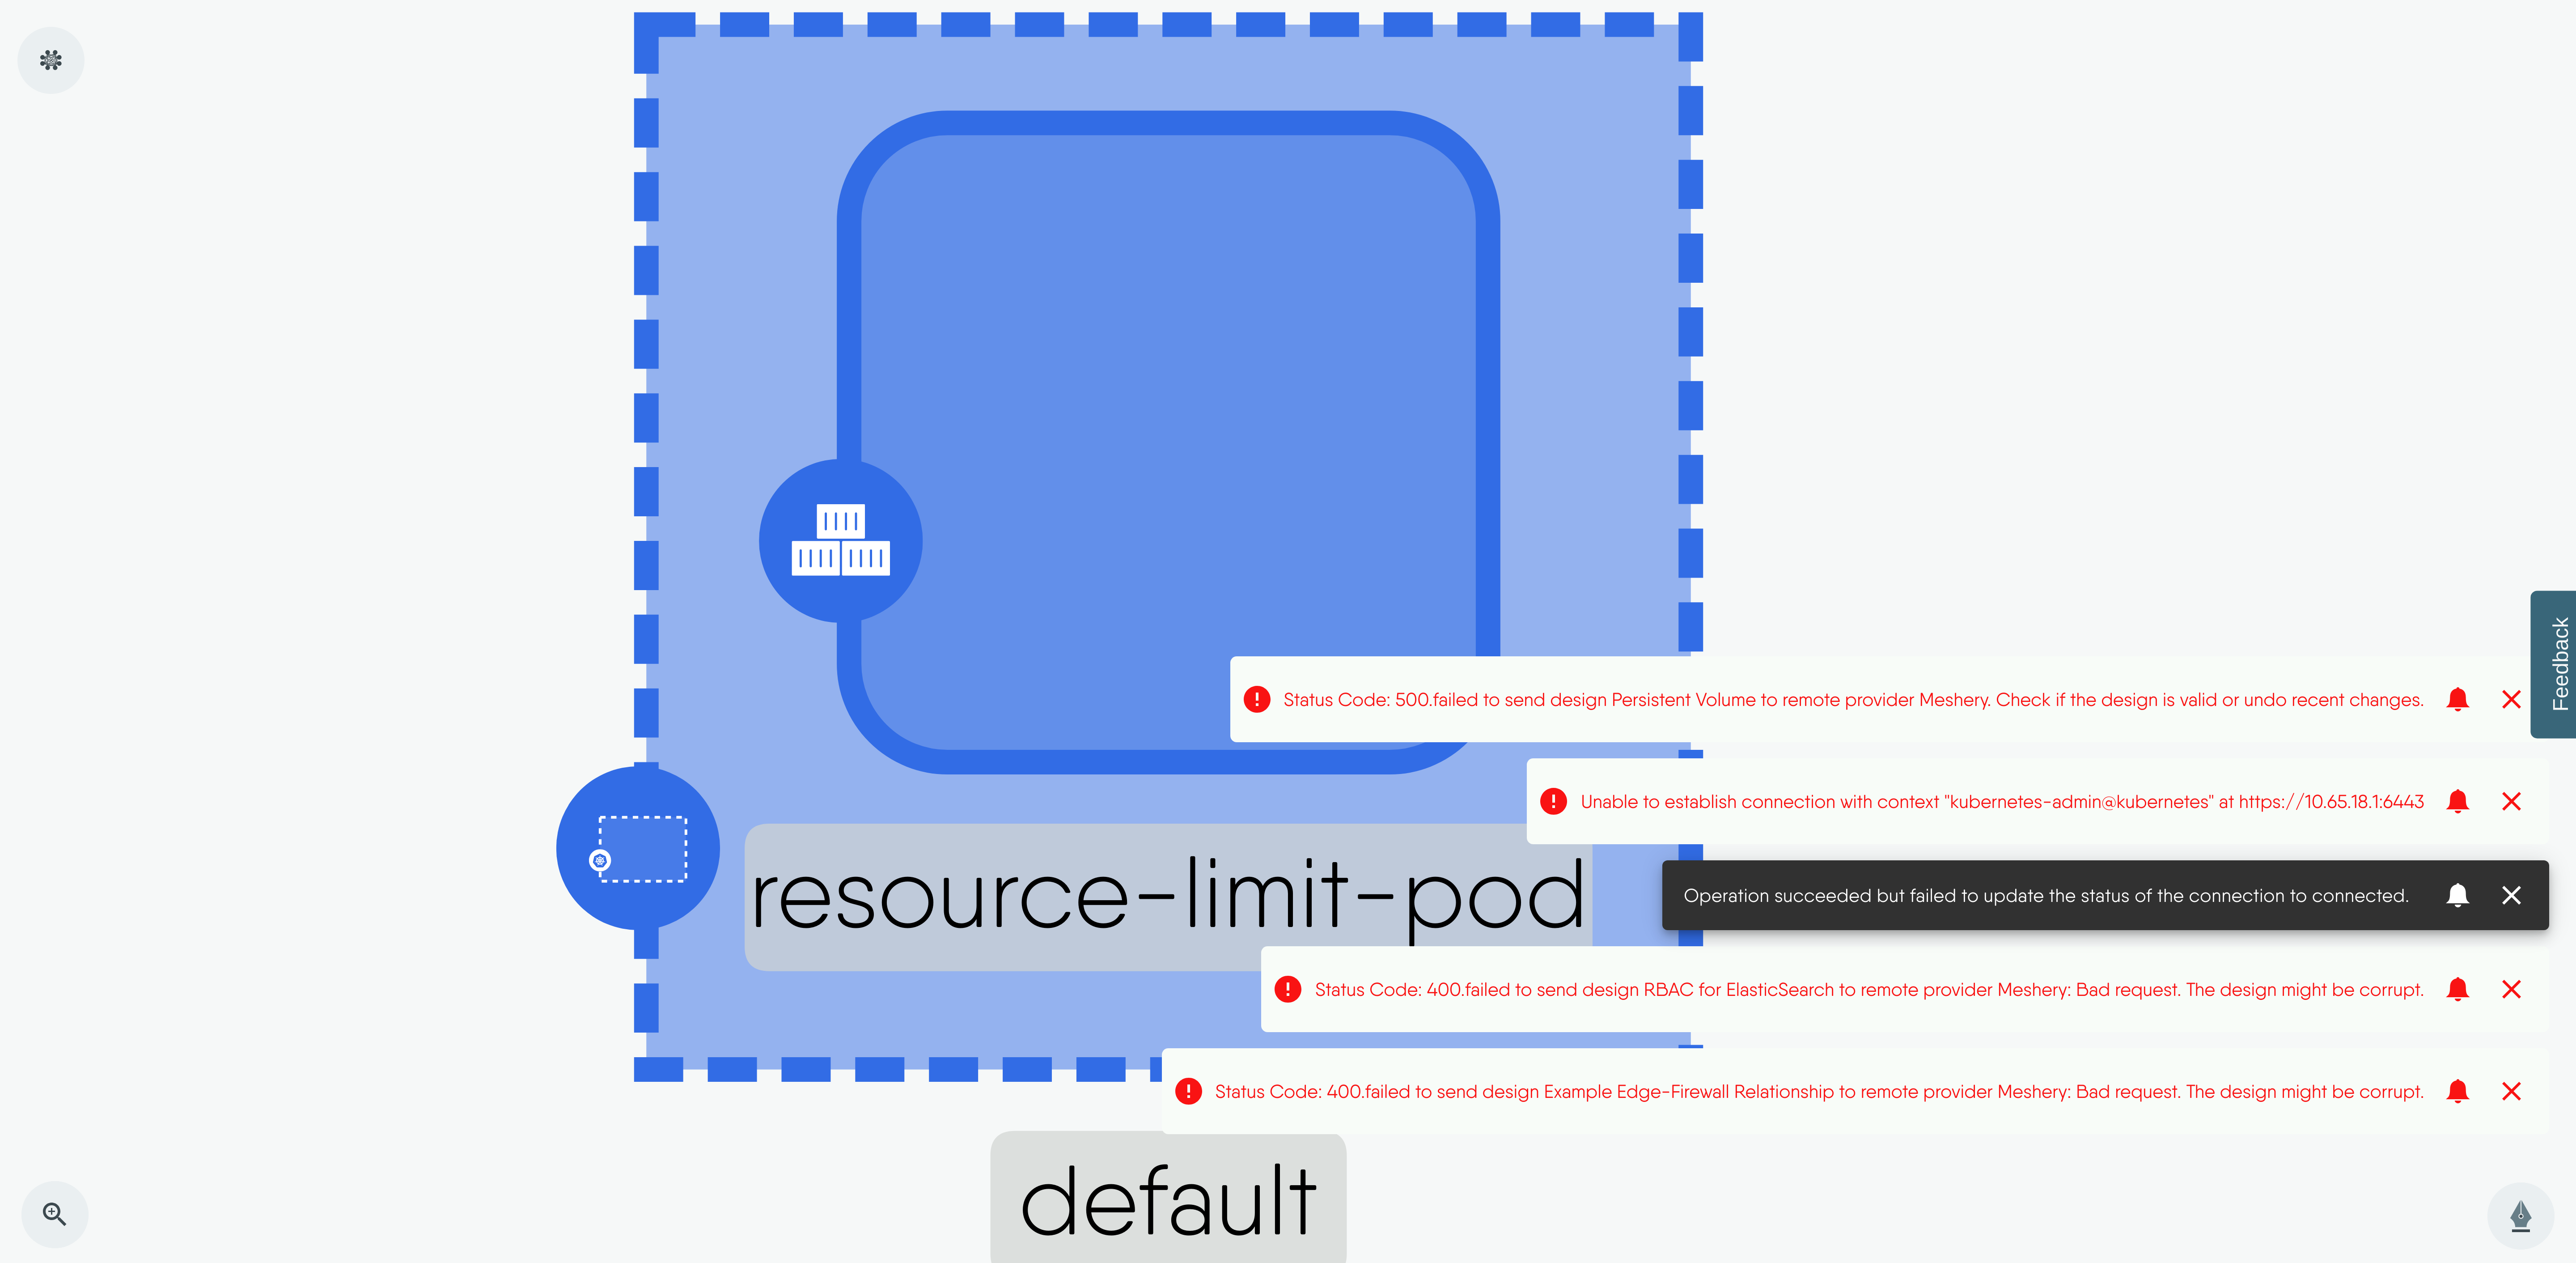 Status Code: 500.failed to send design Persistent Volume to remote provider Meshery. Check if the design is valid or undo recent changes.
Feedback
Unable to establish connection with context "kubernetes-admin@kubernetes" at https://10.65.18.1:6443
resource-limit-pod
Operation succeeded but failed to update the status of the connection to connected.
Status Code: 400.failed to send design RBAC for ElasticSearch to remote provider Meshery: Bad request. The design might be corrupt.
Status Code: 400.failed to send design Example Edge-Firewall Relationship to remote provider Meshery: Bad request. The design might be corrupt.
default